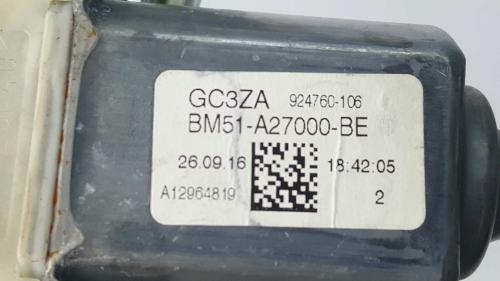 GC3ZA 924760-106
BM51-A27000-BE
26.09.16 18:42:05
A12964819 2